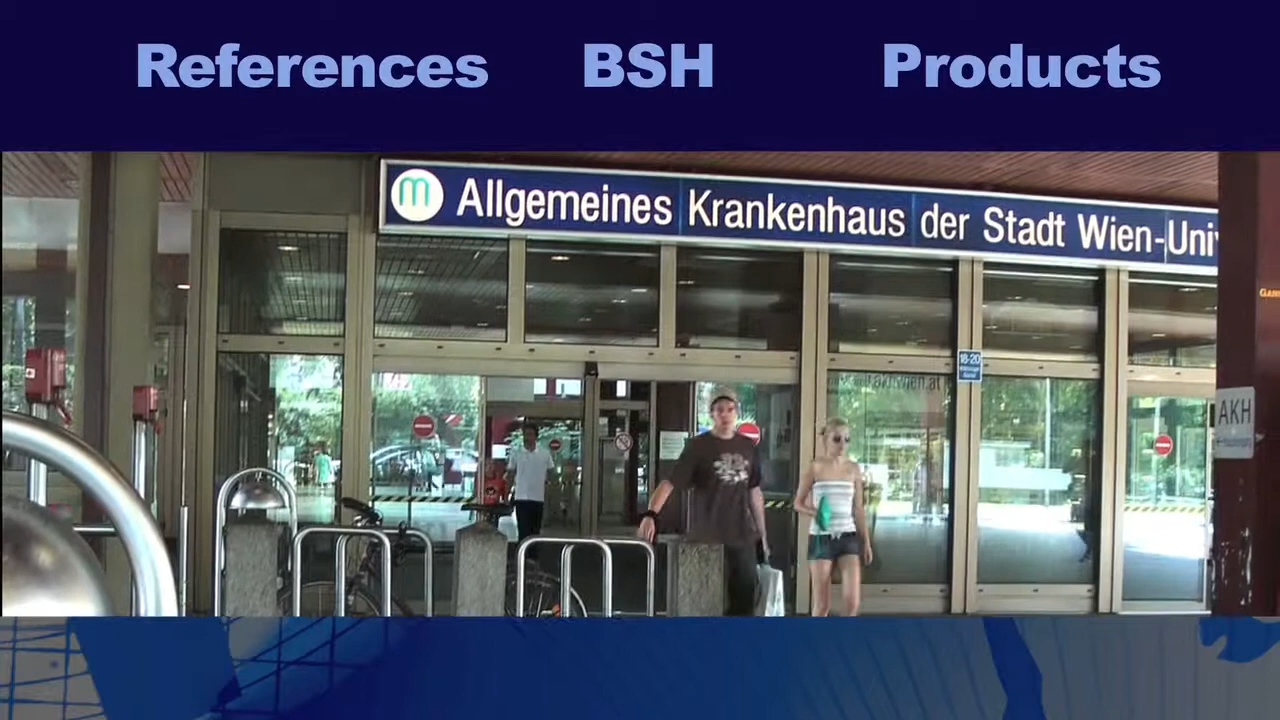 References BSH Products
m Allgemeines Krankenhaus der Stadt Wien-Univ
18-20
AKH